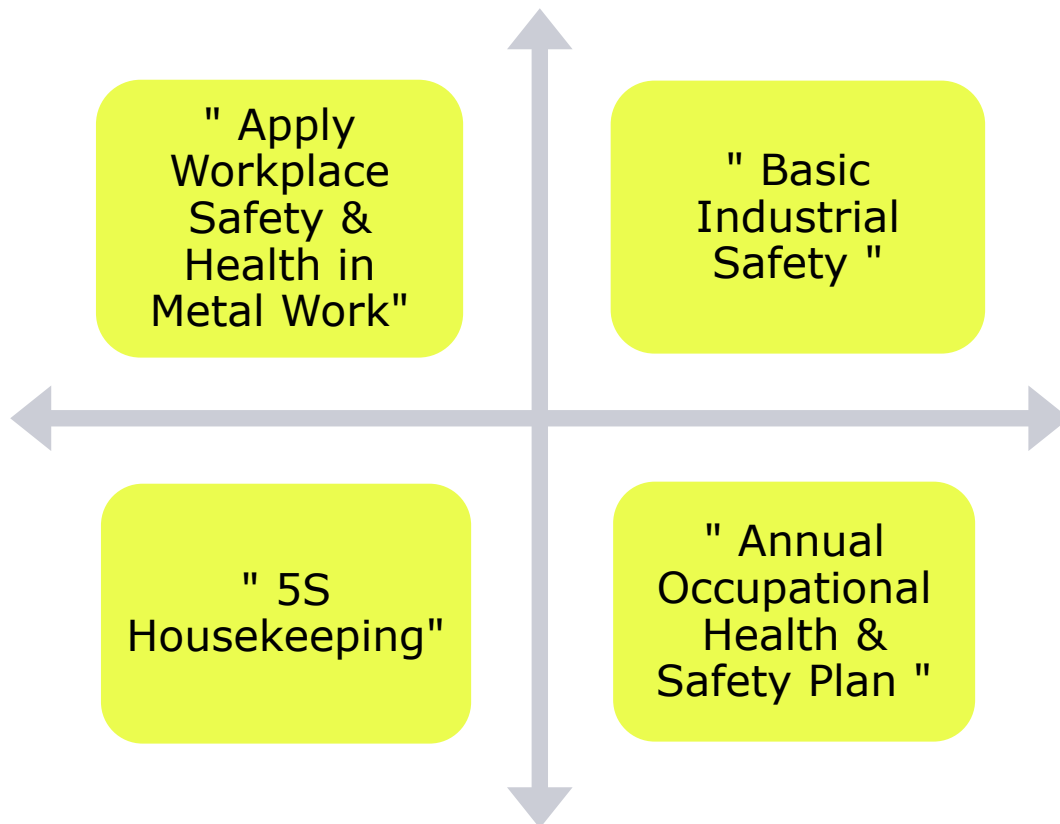 " Apply
Workplace
Safety &
Health in
Metal Work"
" Basic
Industrial
Safety "
" 5S
Housekeeping"
" Annual
Occupational
Health &
Safety Plan "